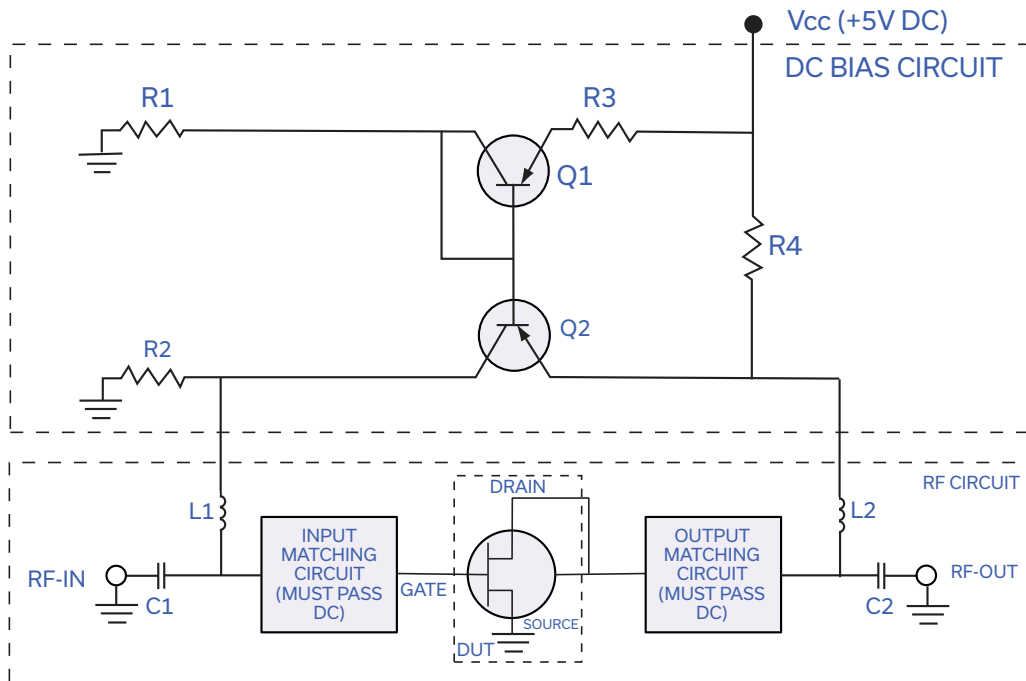 Vcc (+5V DC)
DC BIAS CIRCUIT
R1
R3
Q1
R4
Q2
R2
RF CIRCUIT
DRAIN
L1
L2
INPUT
MATCHING
CIRCUIT
(MUST PASS
DC)
OUTPUT
MATCHING
CIRCUIT
(MUST PASS
DC)
RF-IN
C1
GATE
SOURCE
DUT
C2
RF-OUT